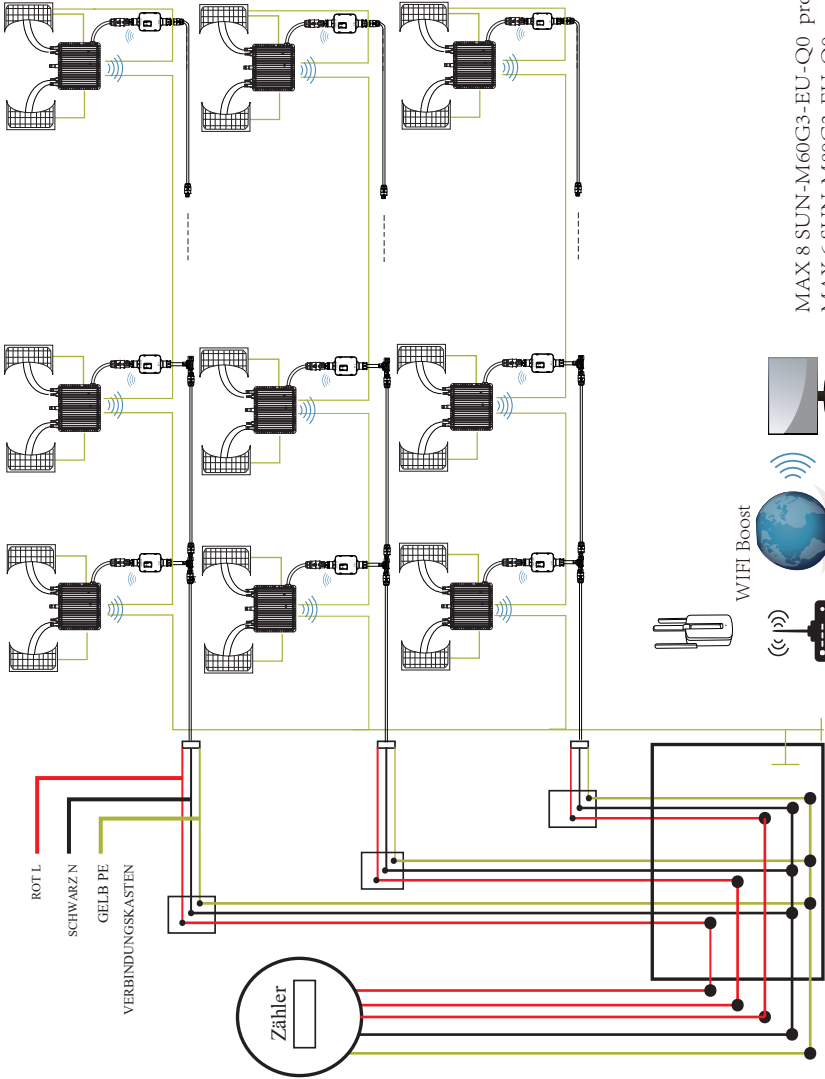 ROT L
SCHWARZ N
GELB PE
VERBINDUNGSKASTEN
Zähler
WIFI Boost
MAX 8 SUN-M60G3-EU-Q0